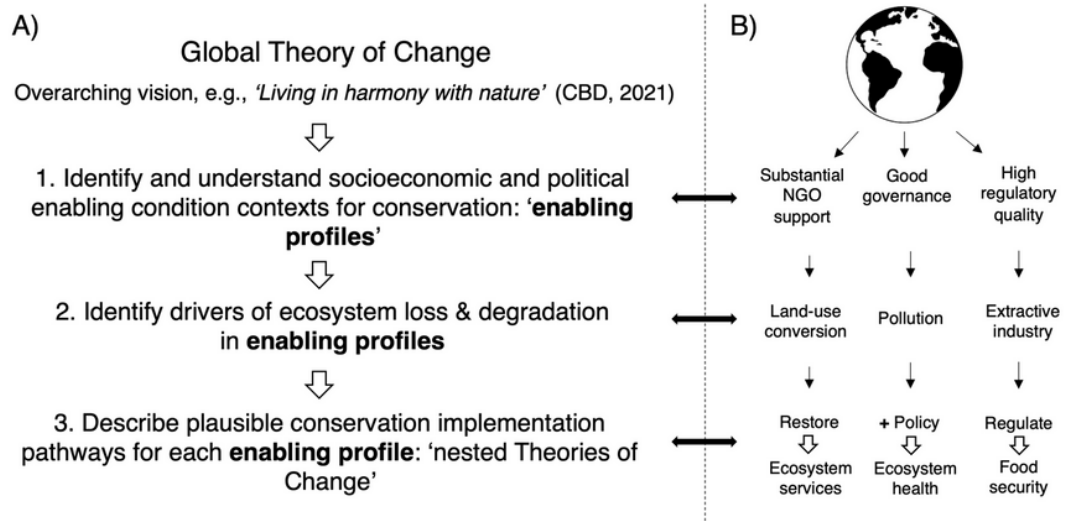 A)
Global Theory of Change
Overarching vision, e.g., ‘Living in harmony with nature’ (CBD, 2021)
1. Identify and understand socioeconomic and political
enabling condition contexts for conservation: ‘enabling
profiles’
2. Identify drivers of ecosystem loss & degradation
in enabling profiles
3. Describe plausible conservation implementation
pathways for each enabling profile: ‘nested Theories of
Change’
B)
Substantial
NGO
support
Good
governance
High
regulatory
quality
Land-use
conversion
Pollution
Extractive
industry
Restore
+ Policy
Regulate
Ecosystem
services
Ecosystem
health
Food
security